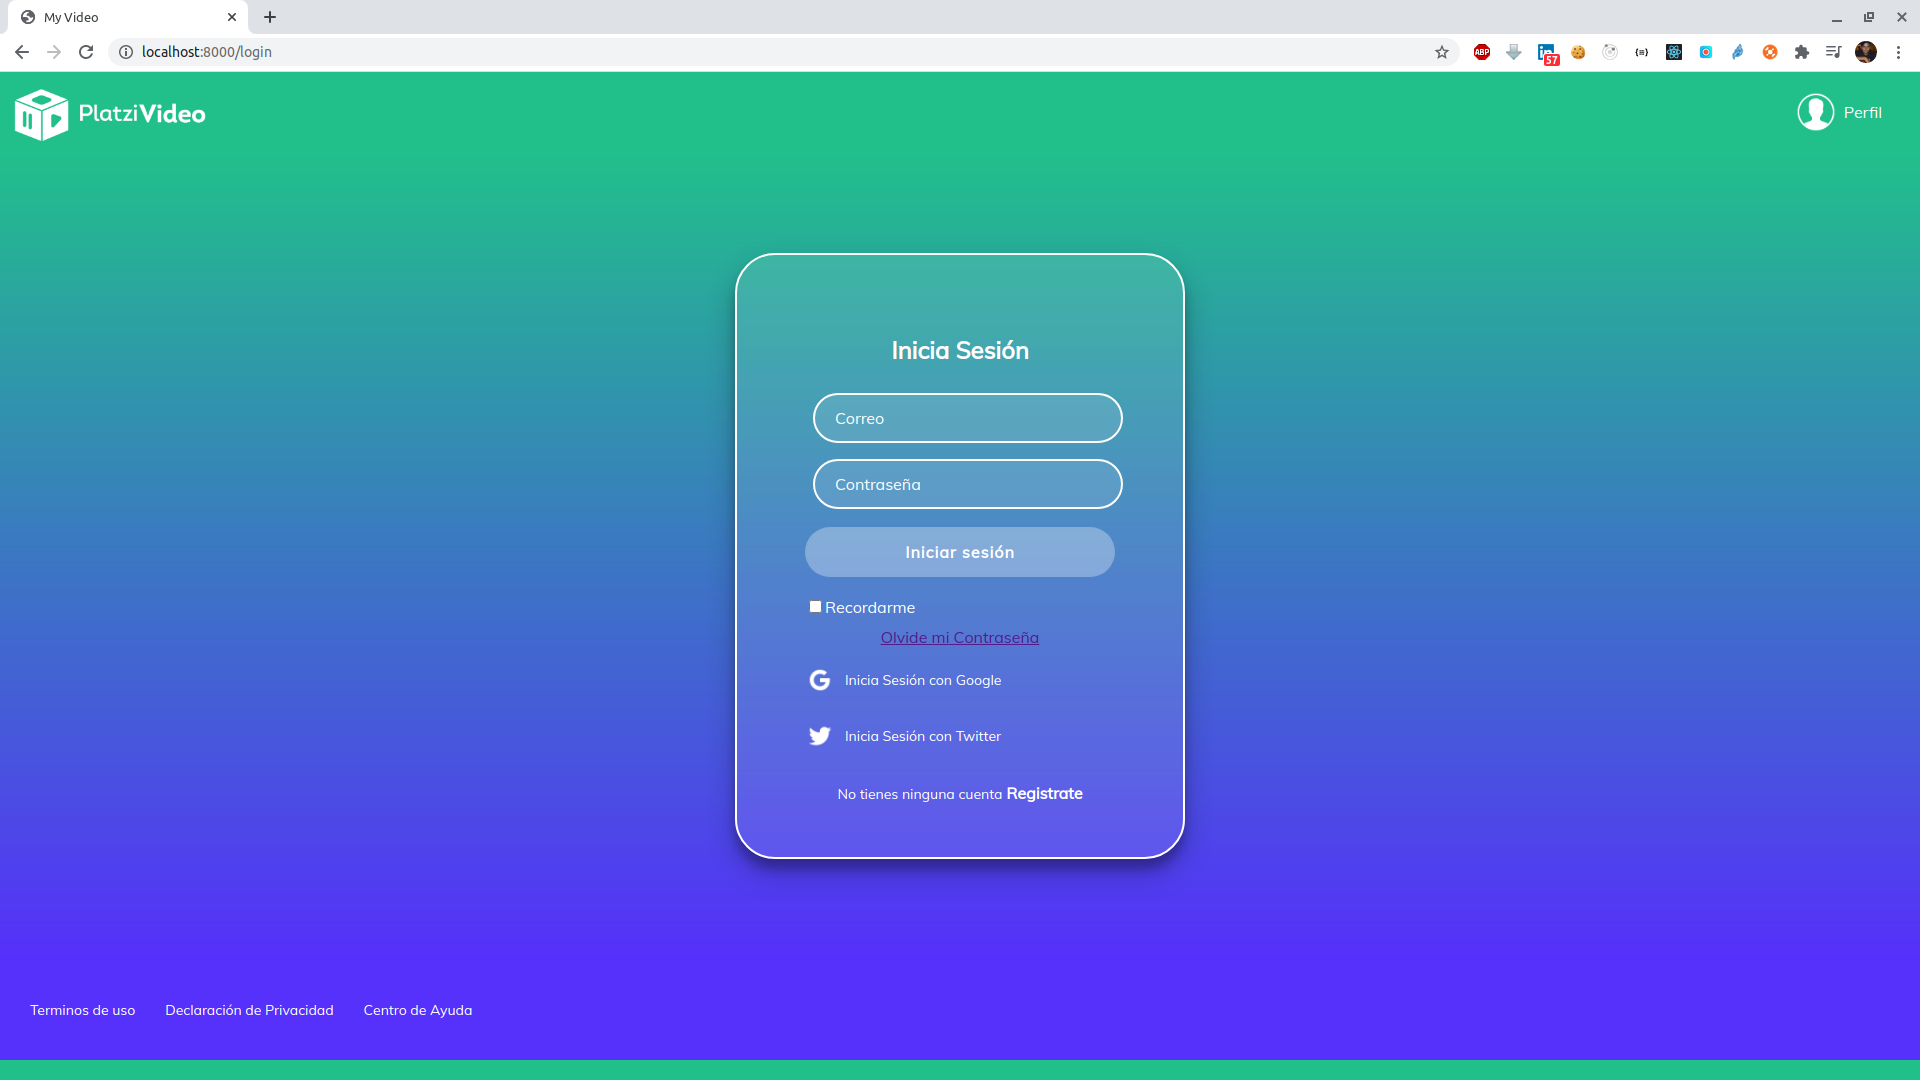 My Video
localhost:8000/login
ABP
in
57
PlatziVideo
Perfil
Inicia Sesión
Correo
Contraseña
Iniciar sesión
Recordarme
Olvide mi Contraseña
G Inicia Sesión con Google
Inicia Sesión con Twitter
No tienes ninguna cuenta Registrate
Terminos de uso Declaración de Privacidad Centro de Ayuda